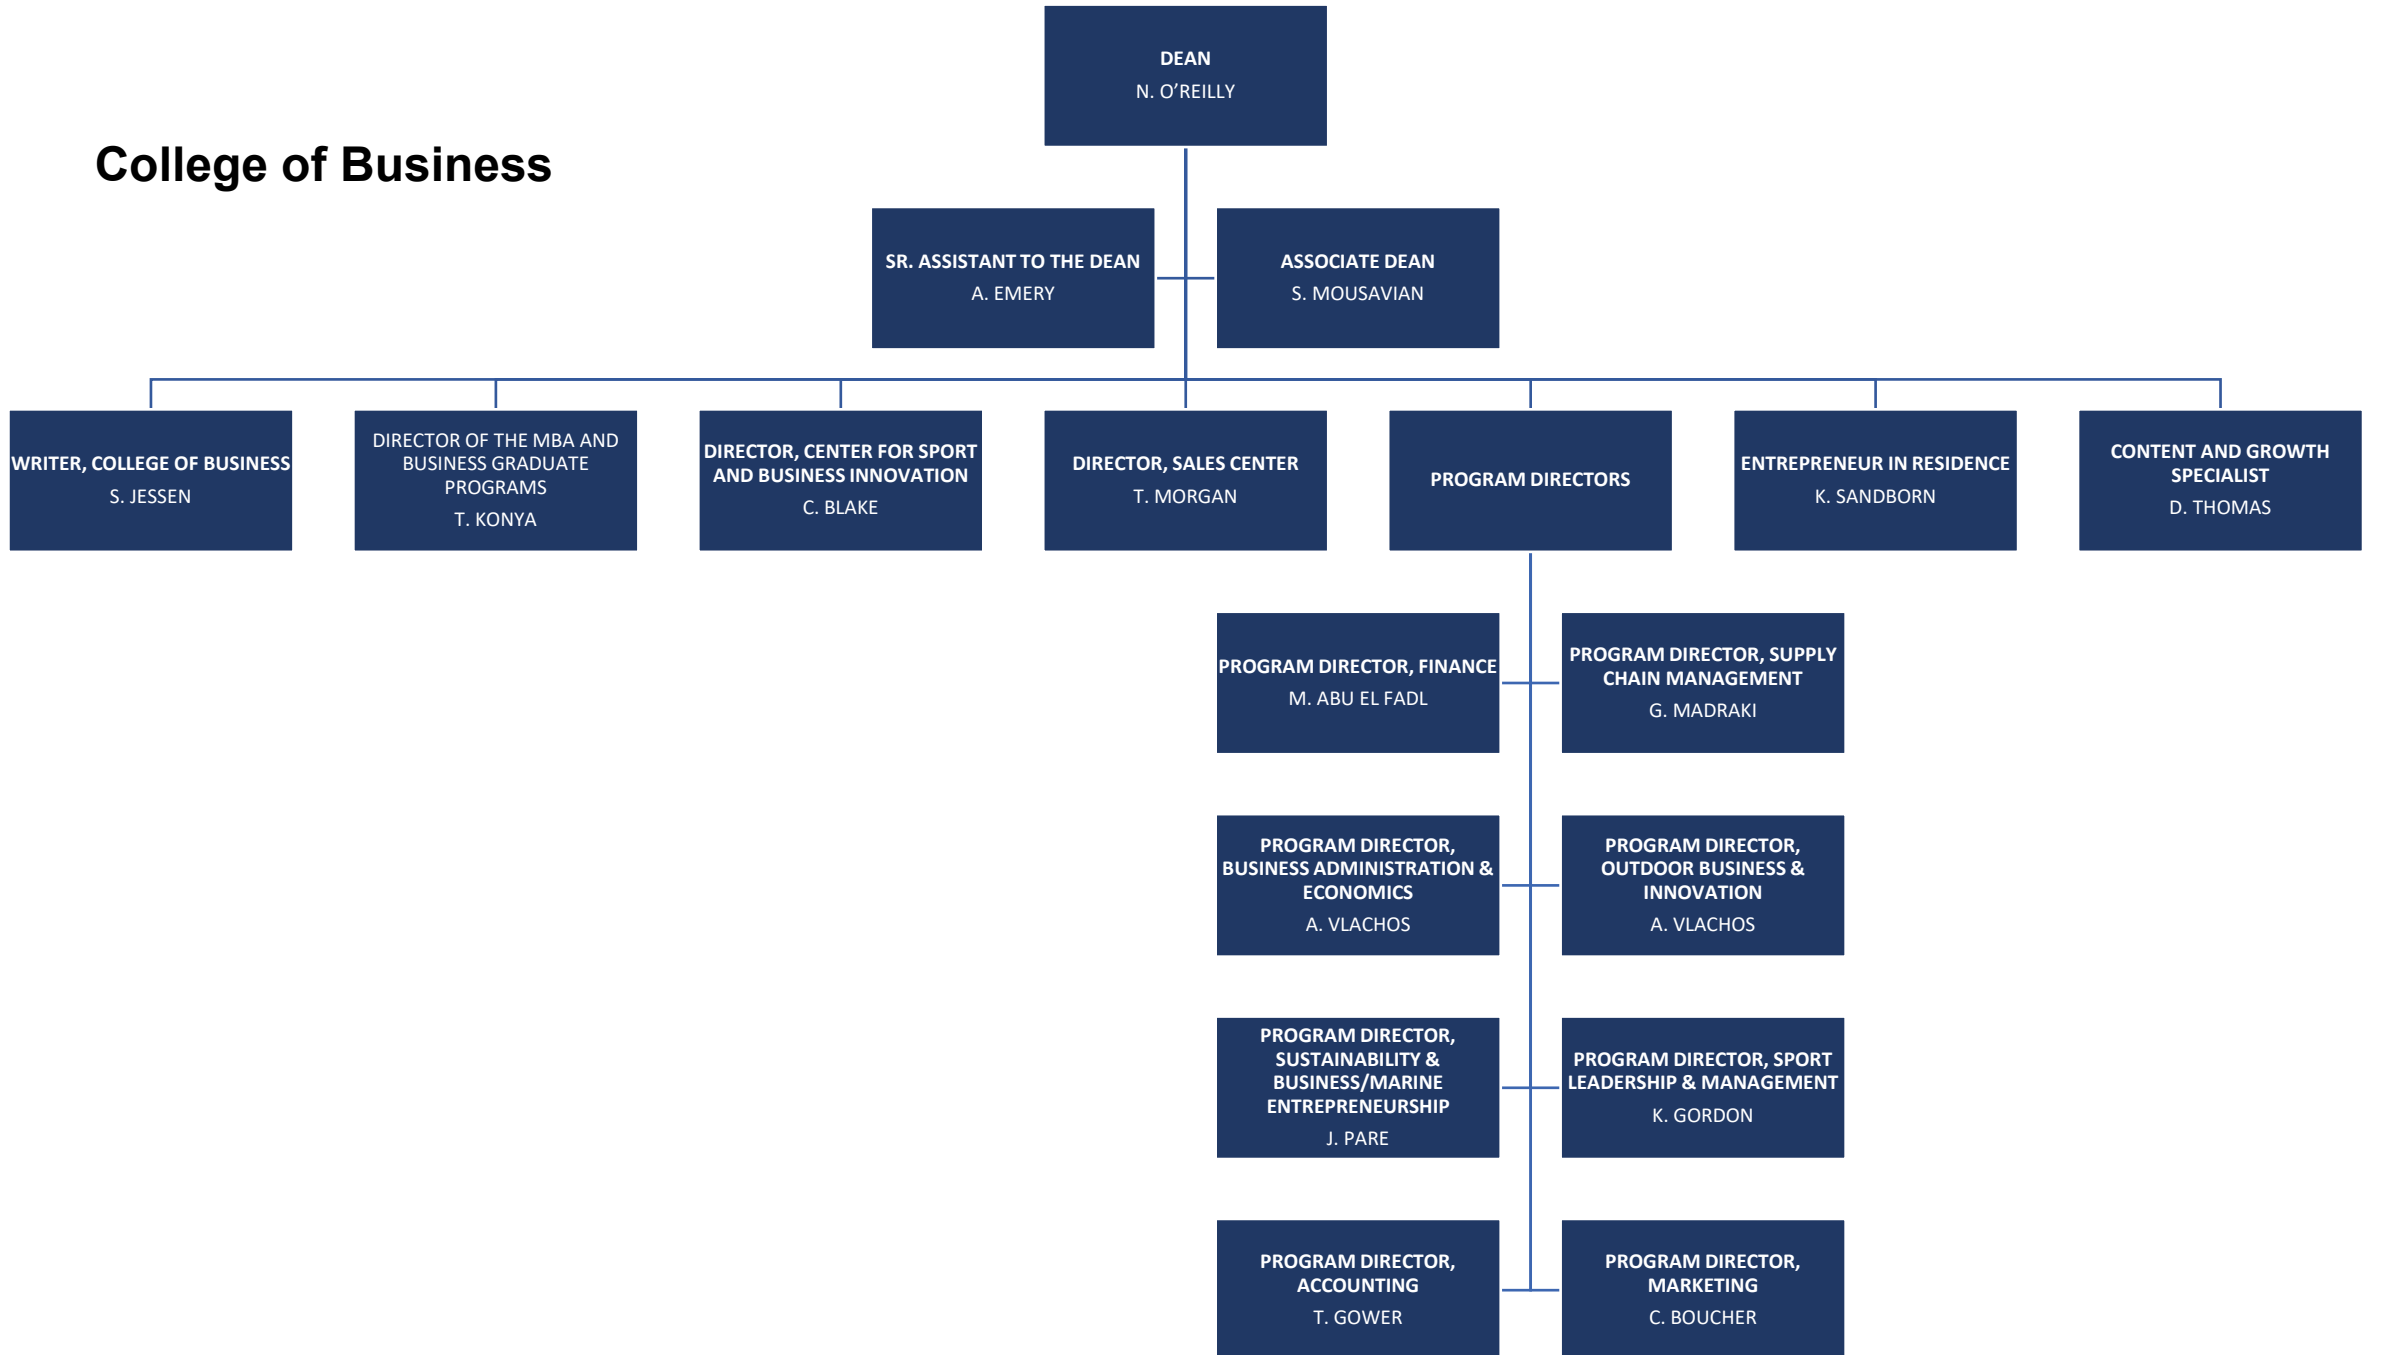 College of Business
DEAN
N. O’REILLY
SR. ASSISTANT TO THE DEAN
A. EMERY
ASSOCIATE DEAN
S. MOUSAVIAN
WRITER, COLLEGE OF BUSINESS
S. JESSEN
DIRECTOR OF THE MBA AND
BUSINESS GRADUATE
PROGRAMS
T. KONYA
DIRECTOR, CENTER FOR SPORT
AND BUSINESS INNOVATION
C. BLAKE
DIRECTOR, SALES CENTER
T. MORGAN
PROGRAM DIRECTORS
ENTREPRENEUR IN RESIDENCE
K. SANDBORN
CONTENT AND GROWTH
SPECIALIST
D. THOMAS
PROGRAM DIRECTOR, FINANCE
M. ABU EL FADL
PROGRAM DIRECTOR, SUPPLY
CHAIN MANAGEMENT
G. MADRAKI
PROGRAM DIRECTOR,
BUSINESS ADMINISTRATION &
ECONOMICS
A. VLACHOS
PROGRAM DIRECTOR,
OUTDOOR BUSINESS &
INNOVATION
A. VLACHOS
PROGRAM DIRECTOR,
SUSTAINABILITY &
BUSINESS/MARINE
ENTREPRENEURSHIP
J. PARE
PROGRAM DIRECTOR, SPORT
LEADERSHIP & MANAGEMENT
K. GORDON
PROGRAM DIRECTOR,
ACCOUNTING
T. GOWER
PROGRAM DIRECTOR,
MARKETING
C. BOUCHER